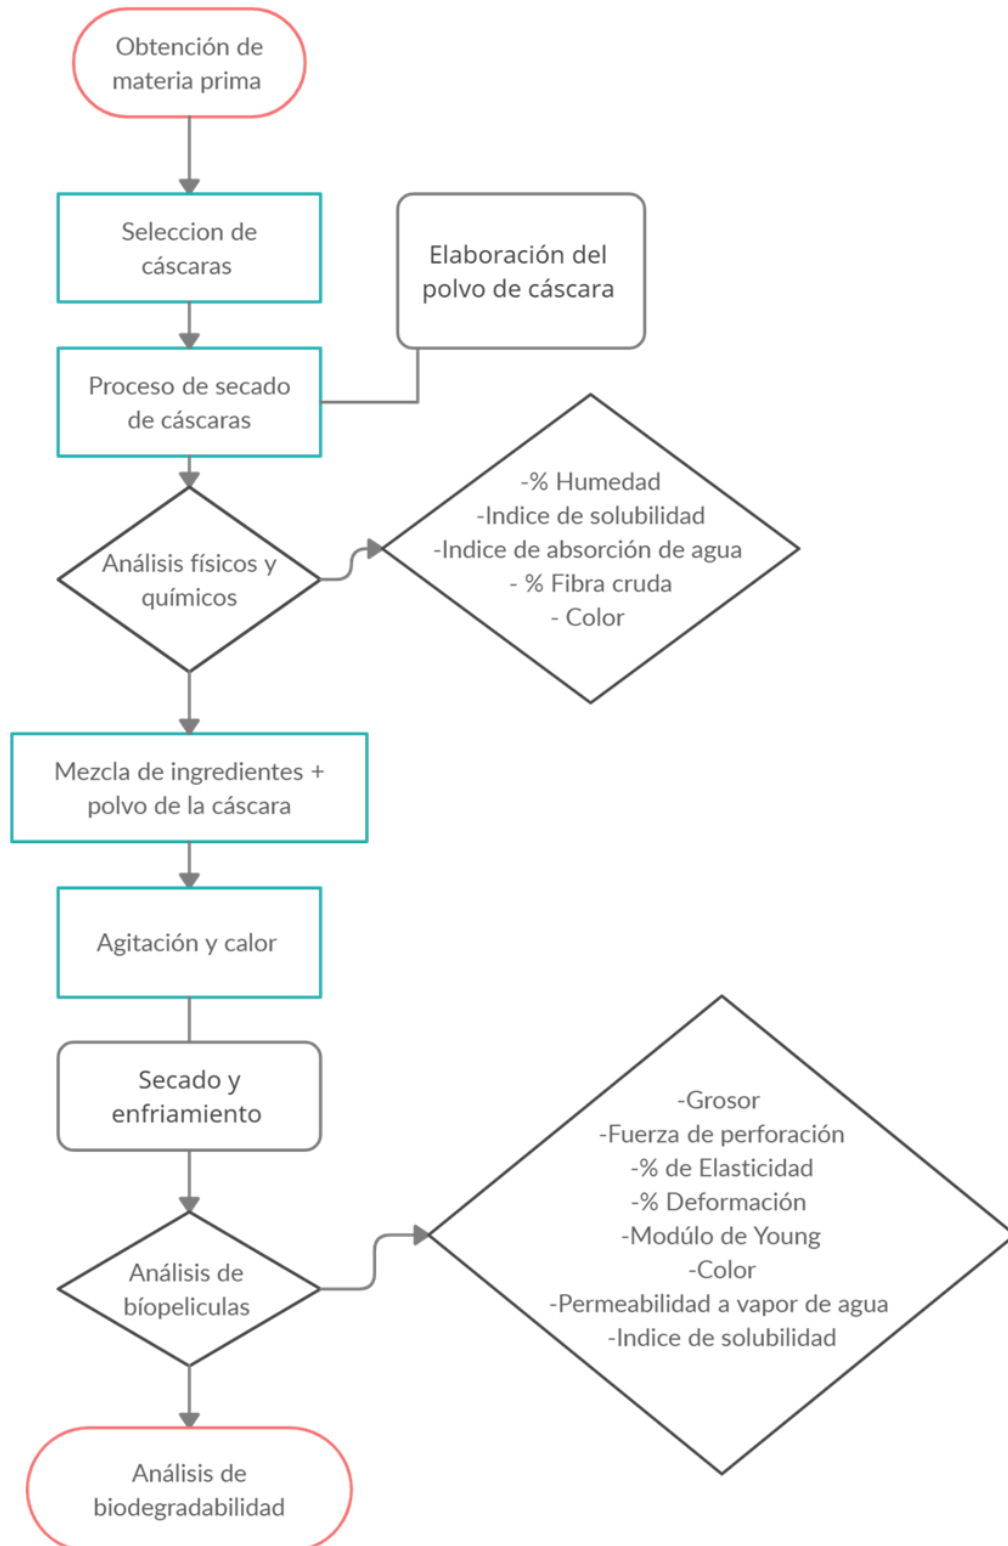 Obtención de
materia prima
Seleccion de
cáscaras
Elaboración del
polvo de cáscara
Proceso de secado
de cáscaras
Análisis físicos y
químicos
-% Humedad
-Indice de solubilidad
-Indice de absorción de agua
- % Fibra cruda
- Color
Mezcla de ingredientes +
polvo de la cáscara
Agitación y calor
Secado y
enfriamiento
Análisis de
bíopeliculas
-Grosor
-Fuerza de perforación
-% de Elasticidad
-% Deformación
-Modúlo de Young
-Color
-Permeabilidad a vapor de agua
-Indice de solubilidad
Análisis de
biodegradabilidad